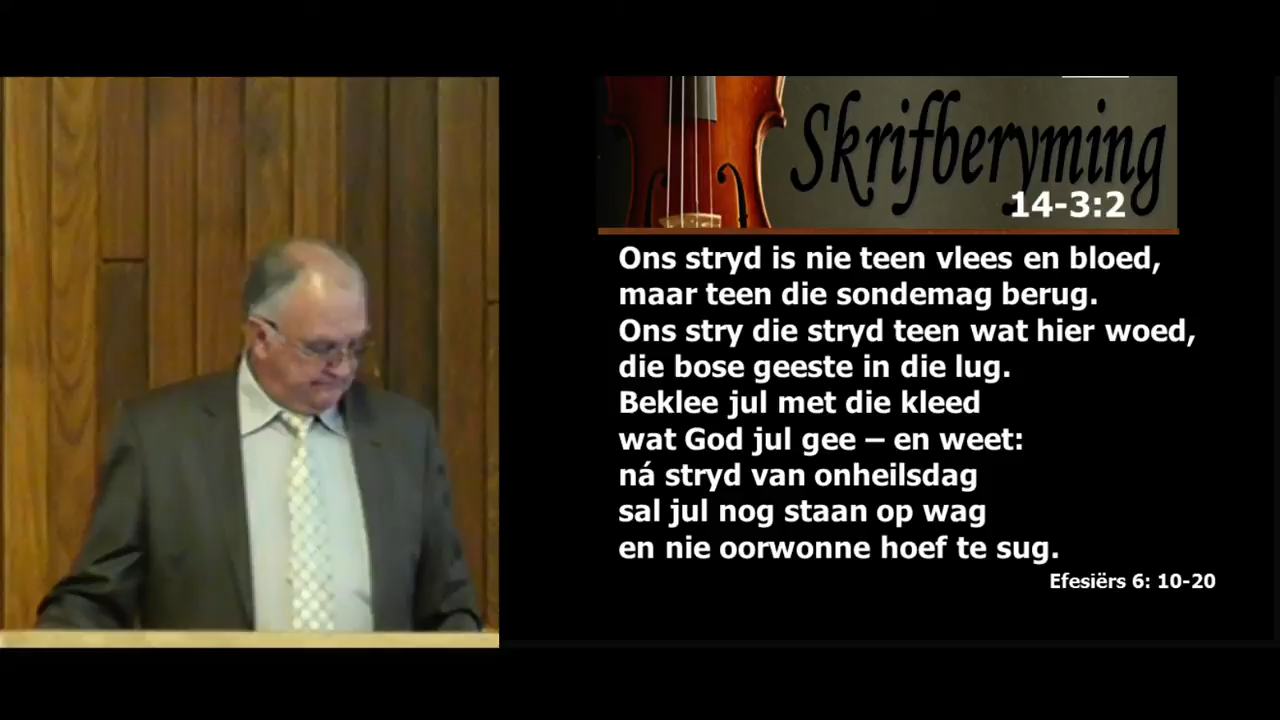 Skrifberyming
14-3:2
Ons stryd is nie teen vlees en bloed,
maar teen die sondemag berug.
Ons stry die stryd teen wat hier woed,
die bose geeste in die lug.
Beklee jul met die kleed
wat God jul gee – en weet:
ná stryd van onheilsdag
sal jul nog staan op wag
en nie oorwonne hoef te sug.
Efesiërs 6: 10-20